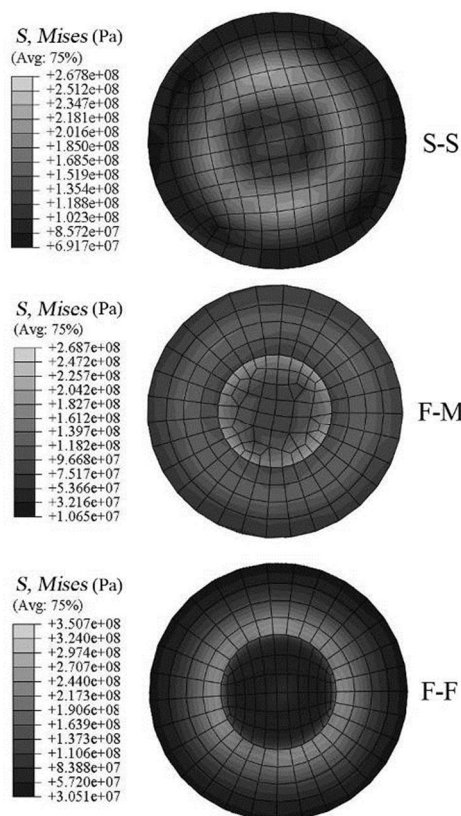 S, Mises (Pa)
(Avg: 75%)
+2.678e+08
+2.512e+08
+2.347e+08
+2.181e+08
+2.016e+08
+1.850e+08
+1.685e+08
+1.519e+08
+1.354e+08
+1.188e+08
+1.023e+08
+8.572e+07
+6.917e+07
S-S
S, Mises (Pa)
(Avg: 75%)
+2.687e+08
+2.472e+08
+2.257e+08
+2.042e+08
+1.827e+08
+1.612e+08
+1.397e+08
+1.182e+08
+9.668e+07
+7.517e+07
+5.366e+07
+3.216e+07
+1.065e+07
F-M
S, Mises (Pa)
(Avg: 75%)
+3.507e+08
+3.240e+08
+2.974e+08
+2.707e+08
+2.440e+08
+2.173e+08
+1.906e+08
+1.639e+08
+1.373e+08
+1.106e+08
+8.388e+07
+5.720e+07
+3.051e+07
F-F